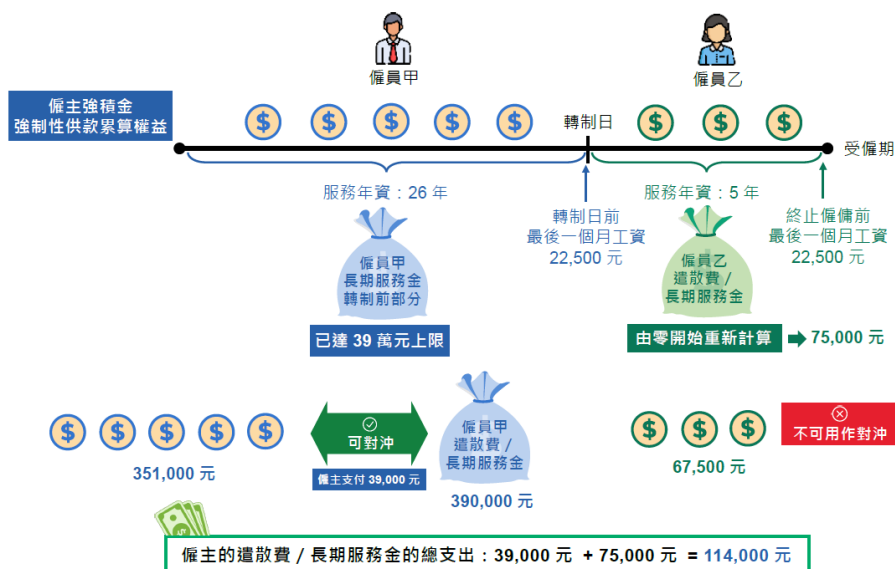 僱員甲
僱員乙
僱主強積金
強制性供款累算權益
$ $ $ $ $
轉制日
$ $ $
受僱期
服務年資：26 年
服務年資：5 年
轉制日前
最後一個月工資
22,500 元
終止僱傭前
最後一個月工資
22,500 元
僱員甲
長期服務金
轉制前部分
僱員乙
遣散費 /
長期服務金
已達 39 萬元上限
由零開始重新計算
75,000 元
$ $ $ $ $
351,000 元
可對沖
僱主支付 39,000 元
僱員甲
遣散費 /
長期服務金
390,000 元
$ $ $
67,500 元
不可用作對沖
僱主的遣散費 / 長期服務金的總支出：39,000 元 + 75,000 元 = 114,000 元